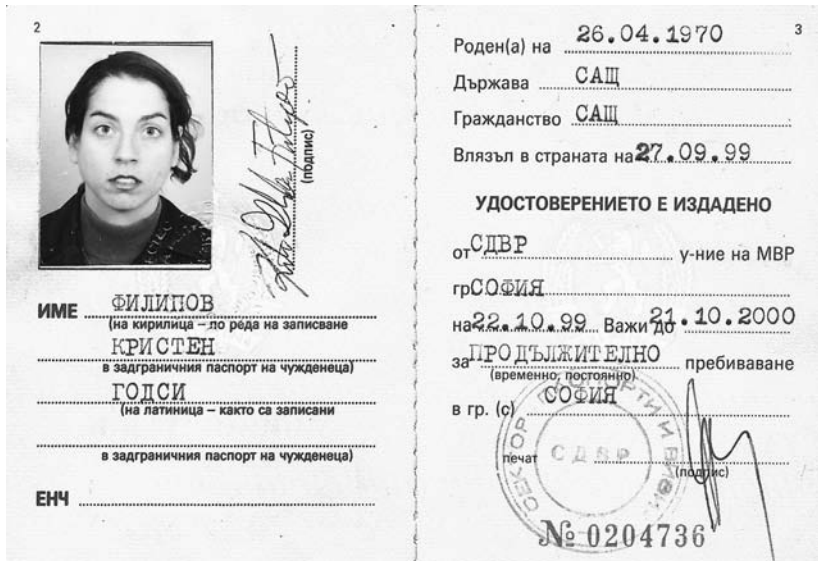 2
(подпис)
ИМЕ ФИЛИПОВ
(на кирилица – по реда на записване
КРИСТЕН
в задграничния паспорт на чужденеца)
ГОДСИ
(на латиница – както са записани
в задграничния паспорт на чужденеца)
ЕНЧ
3
Роден(а) на 26.04.1970
Държава САЩ
Гражданство САЩ
Влязъл в страната на 27.09.99
УДОСТОВЕРЕНИЕТО Е ИЗДАДЕНО
от СДВР у-ние на МВР
гр СОФИЯ
на 22.10.99 Важи до 21.10.2000
за ПРОДЪЛЖИТЕЛНО пребиваване
(временно, постоянно)
в гр. (с) СОФИЯ
печат СДВР
(подпис)
СЕКТОР ПАСПОРТИ И ВИЗИ
№ 0204736